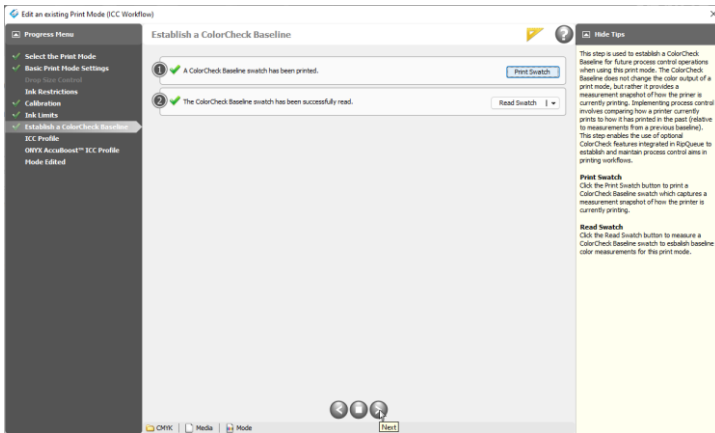 Edit an existing Print Mode (ICC Workflow)
Progress Menu
Select the Print Mode
Basic Print Mode Settings
Drop Size Control
Ink Restrictions
Calibration
Ink Limits
Establish a ColorCheck Baseline
ICC Profile
ONYX AccuBoost™ ICC Profile
Mode Edited
Establish a ColorCheck Baseline
1 A ColorCheck Baseline swatch has been printed.
Print Swatch
2 The ColorCheck Baseline swatch has been successfully read.
Read Swatch
Next
CMYK
Media
Mode
Hide Tips
This step is used to establish a ColorCheck
Baseline for future process control operations
when using this print mode. The ColorCheck
Baseline does not change the color output of a
print mode, but rather it provides a
measurement snapshot of how the priner is
currently printing. Implementing process control
involves comparing how a printer currently
prints to how it has printed in the past (relative
to measurements from a previous baseline).
This step enables the use of optional
ColorCheck features integrated in RipQueue to
establish and maintain process control aims in
printing workflows.
Print Swatch
Click the Print Swatch button to print a
ColorCheck Baseline swatch which captures a
measurement snapshot of how the printer is
currently printing.
Read Swatch
Click the Read Swatch button to measure a
ColorCheck Baseline swatch to esbalish baseline
color measurements for this print mode.